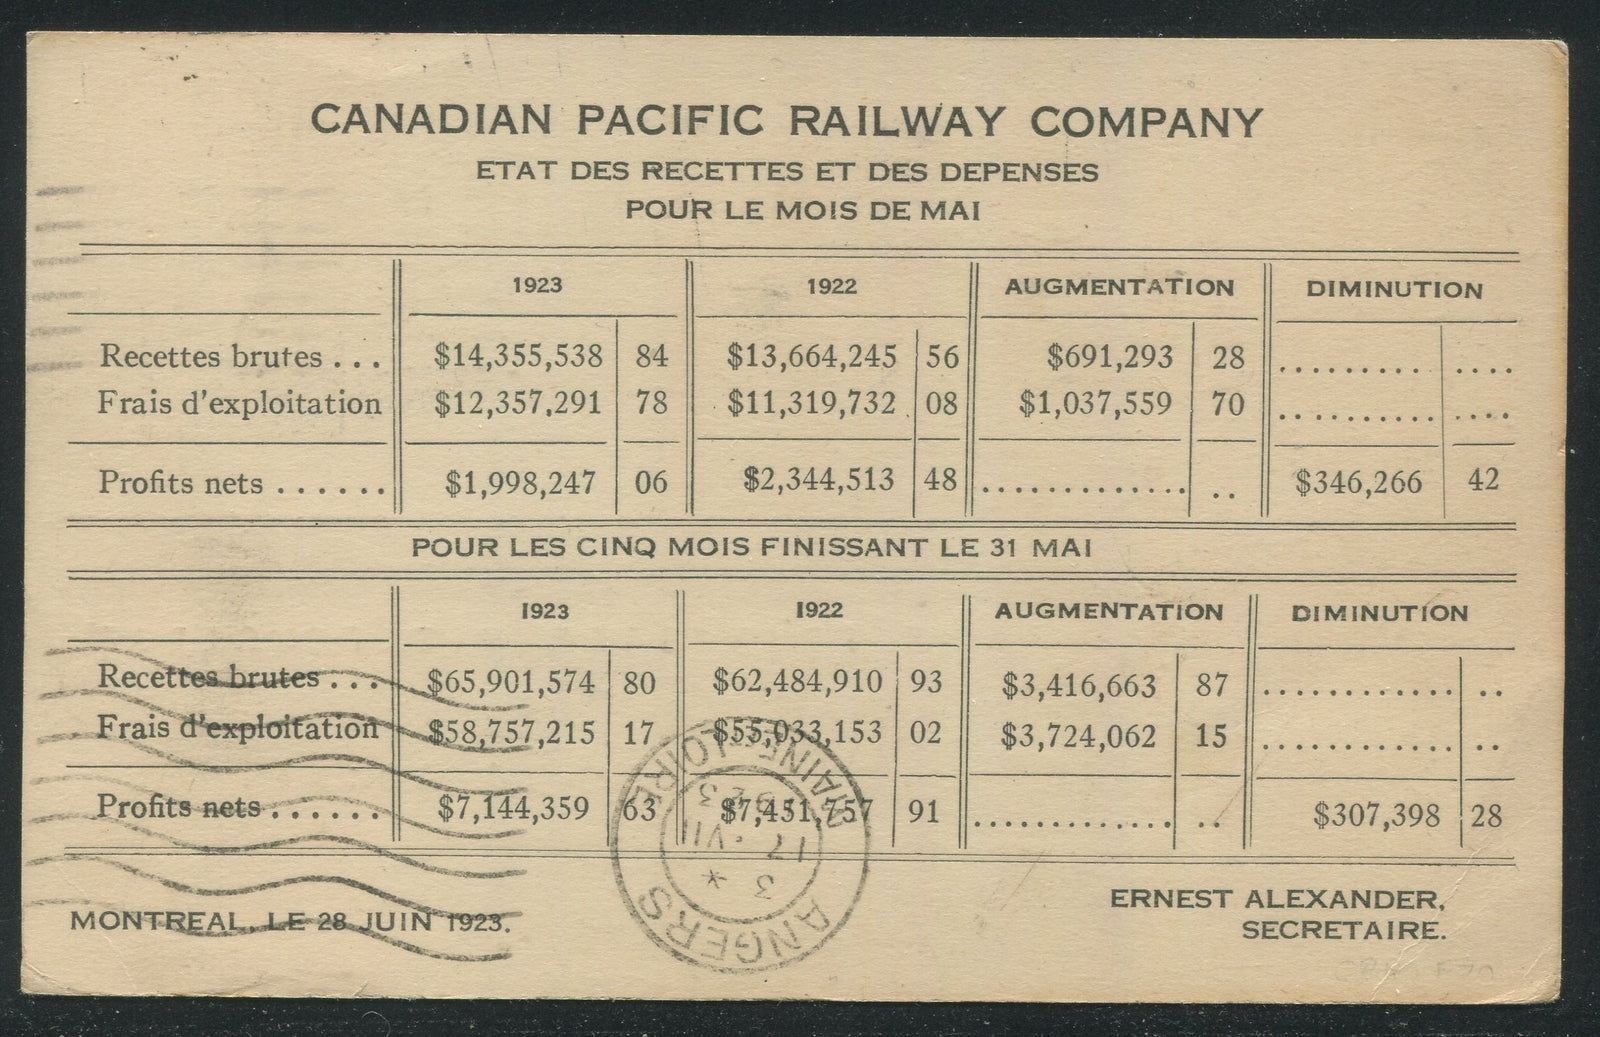 CANADIAN PACIFIC RAILWAY COMPANY
ETAT DES RECETTES ET DES DEPENSES
POUR LE MOIS DE MAI
1923 1922 AUGMENTATION DIMINUTION
Recettes brutes ... $14,355,538 84 $13,664,245 56 $691,293 28 ......... ....
Frais d'exploitation $12,357,291 78 $11,319,732 08 $1,037,559 70 ......... ....
Profits nets ...... $1,998,247 06 $2,344,513 48 ............. .. $346,266 42
POUR LES CINQ MOIS FINISSANT LE 31 MAI
1923 1922 AUGMENTATION DIMINUTION
Recettes brutes ... $65,901,574 80 $62,484,910 93 $3,416,663 87 ............ ..
Frais d'exploitation $58,757,215 17 $55,033,153 02 $3,724,062 15 ............ ..
Profits nets ...... $7,144,359 63 $7,451,757 91 ............. .. $307,398 28
MONTREAL, LE 28 JUIN 1923.
ERNEST ALEXANDER,
SECRETAIRE.
ANGERS
3 *
17 · VII
23
MAINE-LOIRE